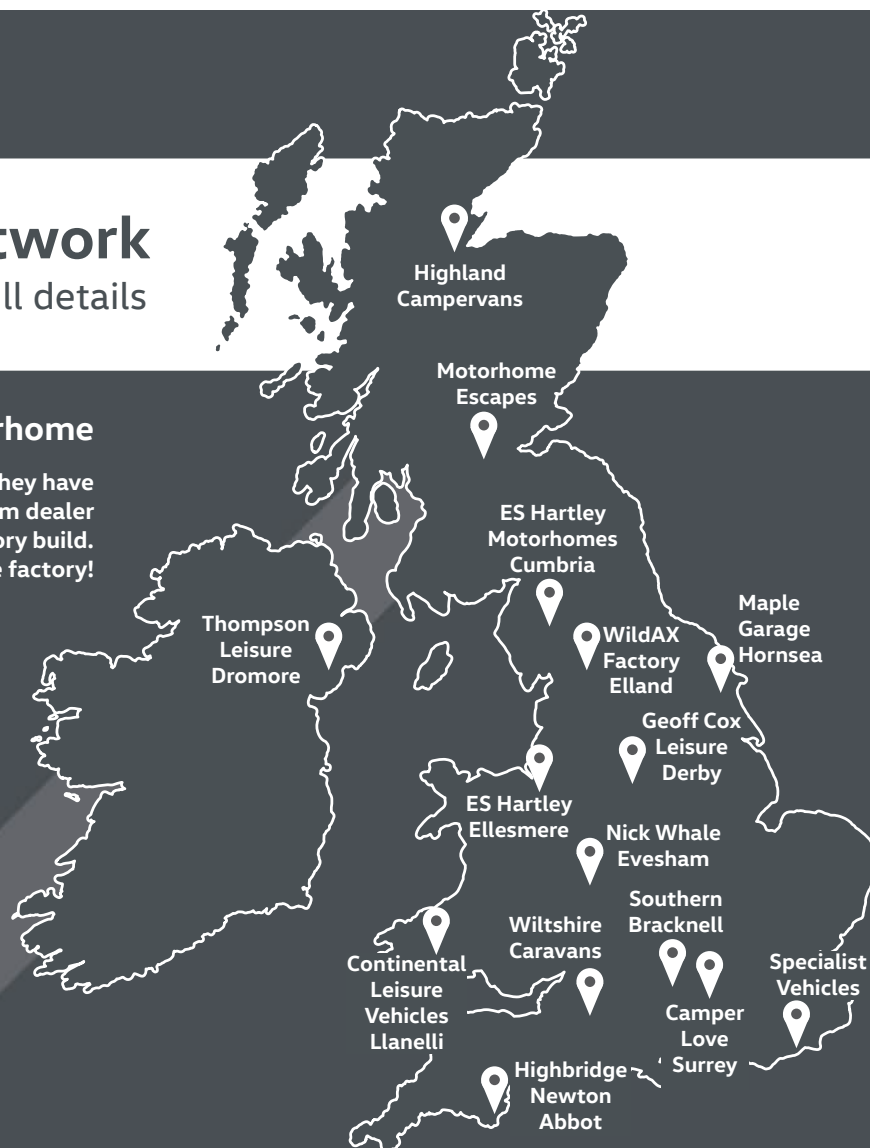 twork
ll details
rhome
hey have
m dealer
ory build.
e factory!
Highland
Campervans
Motorhome
Escapes
ES Hartley
Motorhomes
Cumbria
Thompson
Leisure
Dromore
WildAX
Factory
Elland
Maple
Garage
Hornsea
Geoff Cox
Leisure
Derby
ES Hartley
Ellesmere
Nick Whale
Evesham
Southern
Bracknell
Wiltshire
Caravans
Continental
Leisure
Vehicles
Llanelli
Specialist
Vehicles
Camper
Love
Surrey
Highbridge
Newton
Abbot